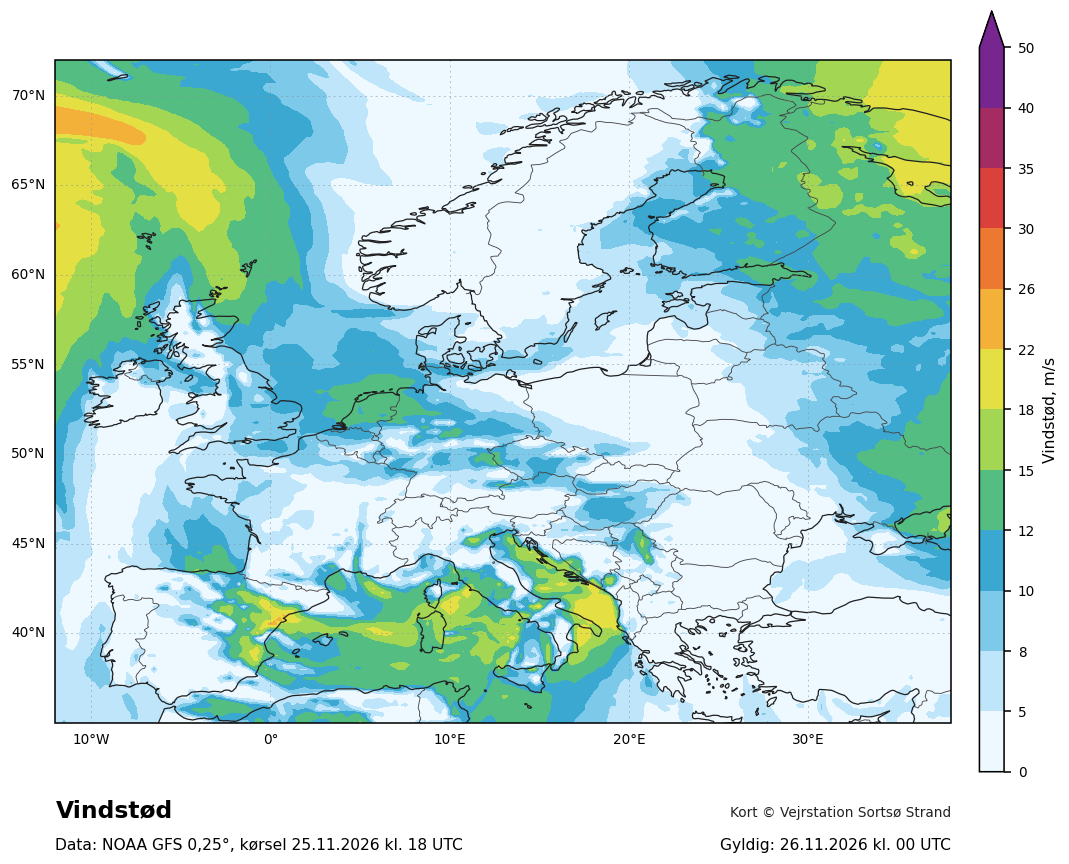 50
40
35
30
26
22
18
15
12
10
8
5
0
Vindstød, m/s
70°N
65°N
60°N
55°N
50°N
45°N
40°N
10°W
0°
10°E
20°E
30°E
Vindstød
Kort © Vejrstation Sortsø Strand
Data: NOAA GFS 0,25°, kørsel 25.11.2026 kl. 18 UTC
Gyldig: 26.11.2026 kl. 00 UTC